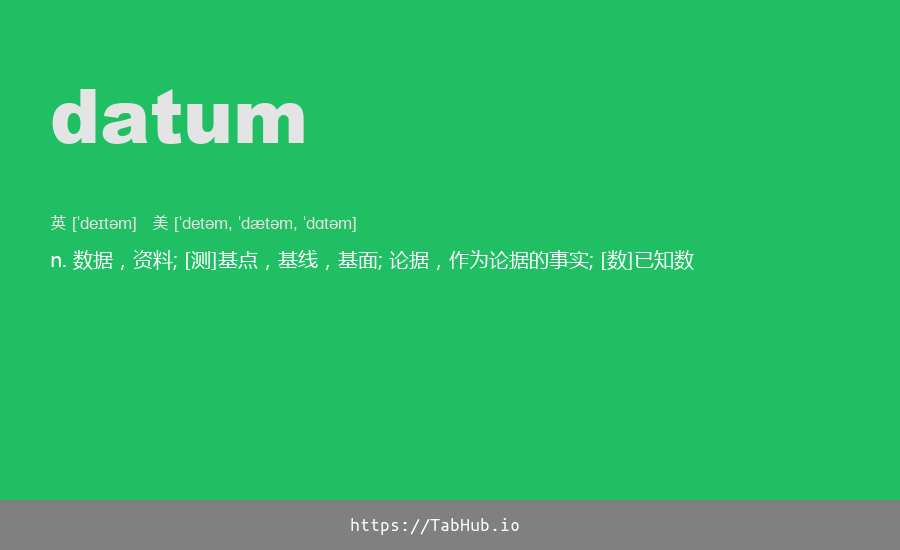 datum
英 [ˈdeɪtəm] 美 [ˈdetəm, ˈdætəm, ˈdɑtəm]
n. 数据，资料; [测]基点，基线，基面; 论据，作为论据的事实; [数]已知数
https://TabHub.io